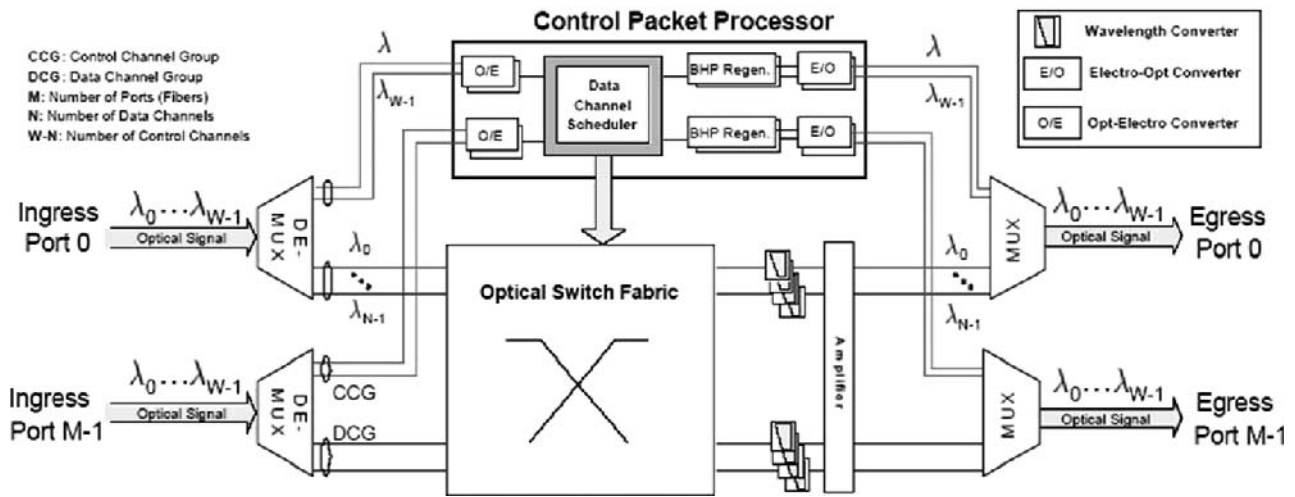 Control Packet Processor
CCG: Control Channel Group
DCG: Data Channel Group
M: Number of Ports (Fibers)
N: Number of Data Channels
W-N: Number of Control Channels
λ
λW-1
O/E
O/E
Data
Channel
Scheduler
BHP Regen.
E/O
BHP Regen.
E/O
λ
λW-1
Wavelength Converter
E/O
Electro-Opt Converter
O/E
Opt-Electro Converter
Ingress
Port 0
λ0...λW-1
Optical Signal
DE-
MUX
λ0
λN-1
Optical Switch Fabric
Amplifier
λ0
λN-1
MUX
λ0...λW-1
Optical Signal
Egress
Port 0
Ingress
Port M-1
λ0...λW-1
Optical Signal
DE-
MUX
CCG
DCG
MUX
λ0...λW-1
Optical Signal
Egress
Port M-1